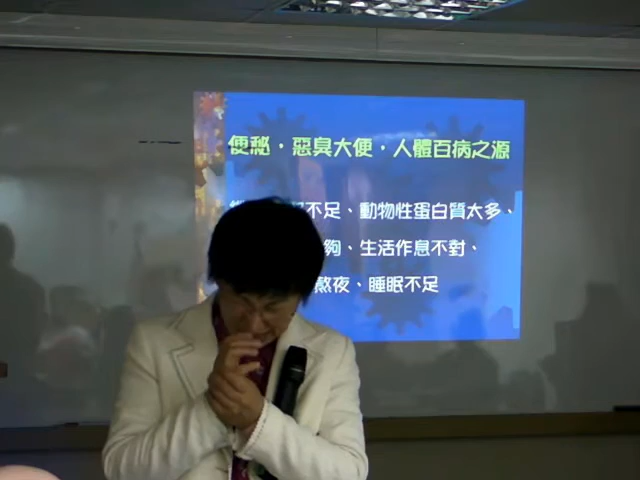 便秘，惡臭大便，人體百病之源
不足、動物性蛋白質太多、
夠、生活作息不對、
熬夜、睡眠不足